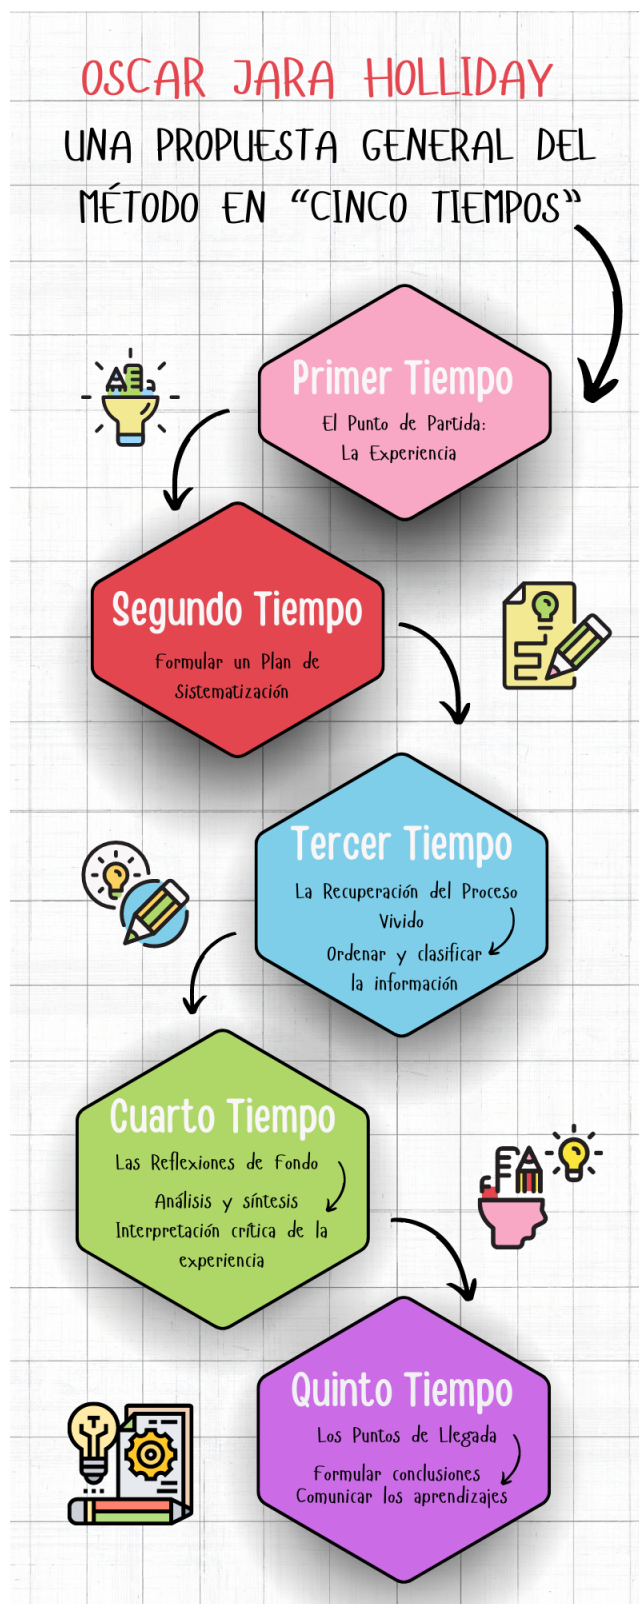 OSCAR JARA HOLLIDAY
UNA PROPUESTA GENERAL DEL
MÉTODO EN “CINCO TIEMPOS”
Primer Tiempo
El Punto de Partida:
La Experiencia
Segundo Tiempo
Formular un Plan de
Sistematización
Tercer Tiempo
La Recuperación del Proceso
Vivido
Ordenar y clasificar
la información
Cuarto Tiempo
Las Reflexiones de Fondo
Análisis y síntesis
Interpretación crítica de la
experiencia
Quinto Tiempo
Los Puntos de Llegada
Formular conclusiones
Comunicar los aprendizajes